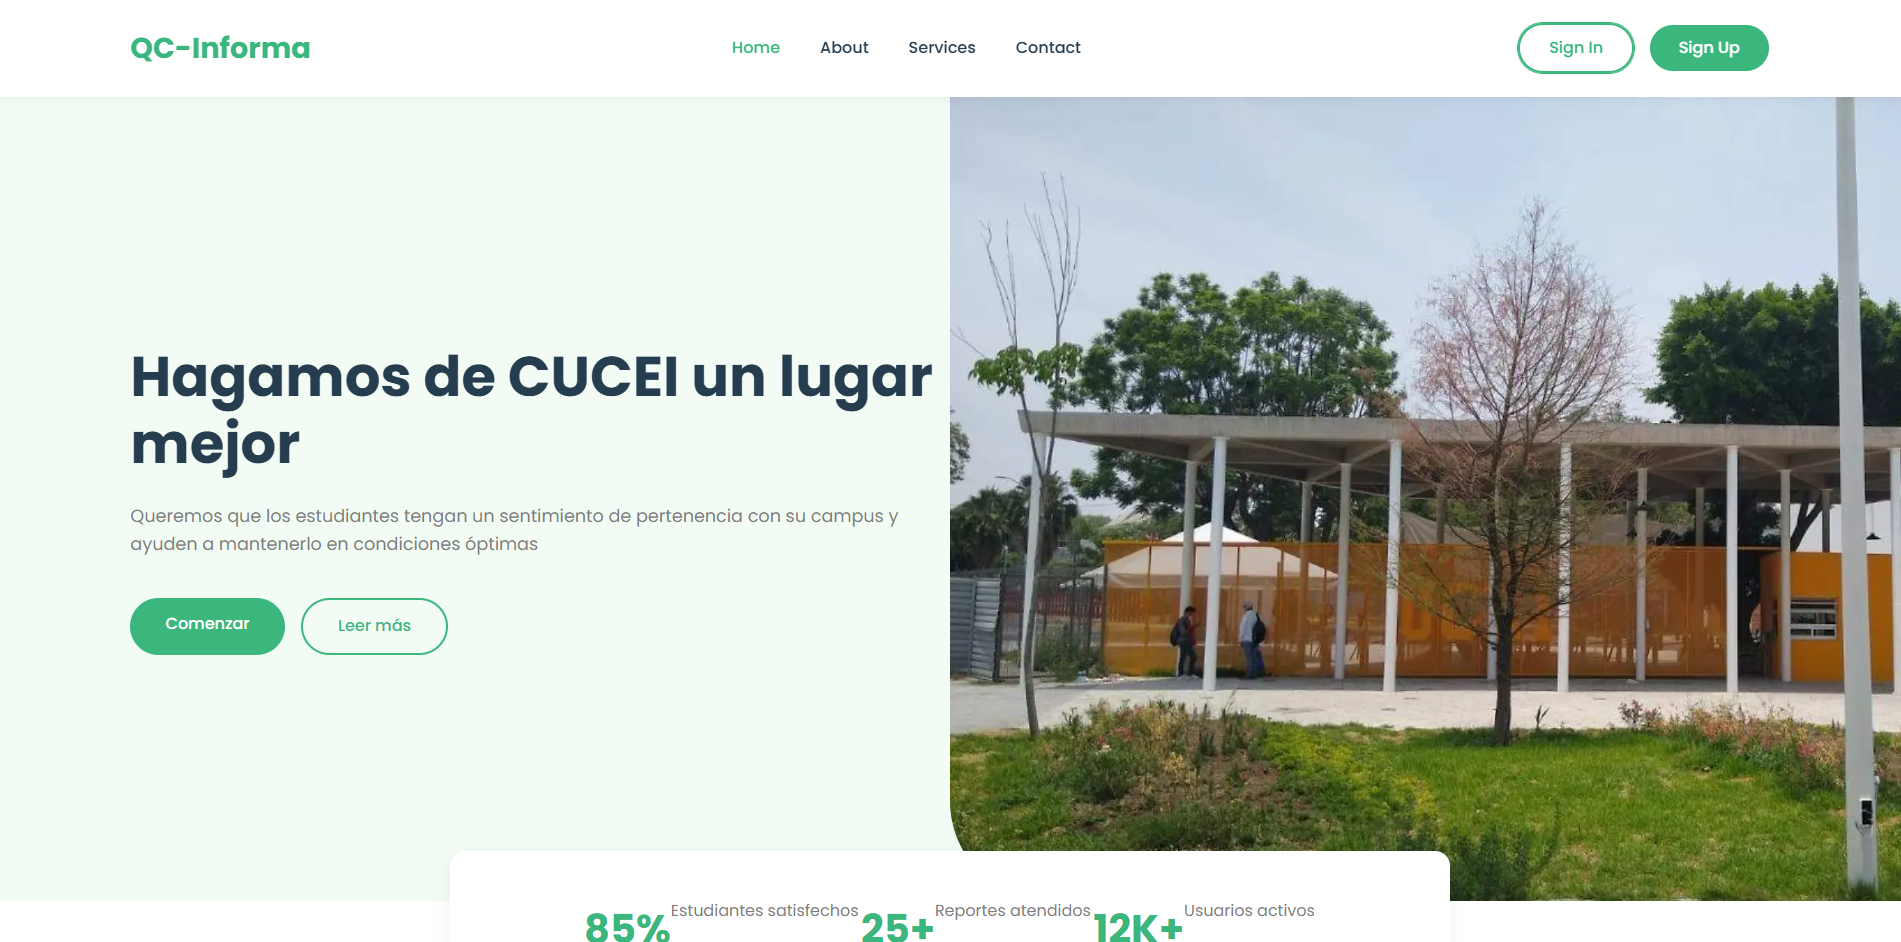 QC-Informa
Home
About
Services
Contact
Sign In
Sign Up
Hagamos de CUCEI un lugar
mejor
Queremos que los estudiantes tengan un sentimiento de pertenencia con su campus y
ayuden a mantenerlo en condiciones óptimas
Comenzar
Leer más
85%
Estudiantes satisfechos
25+
Reportes atendidos
12K+
Usuarios activos